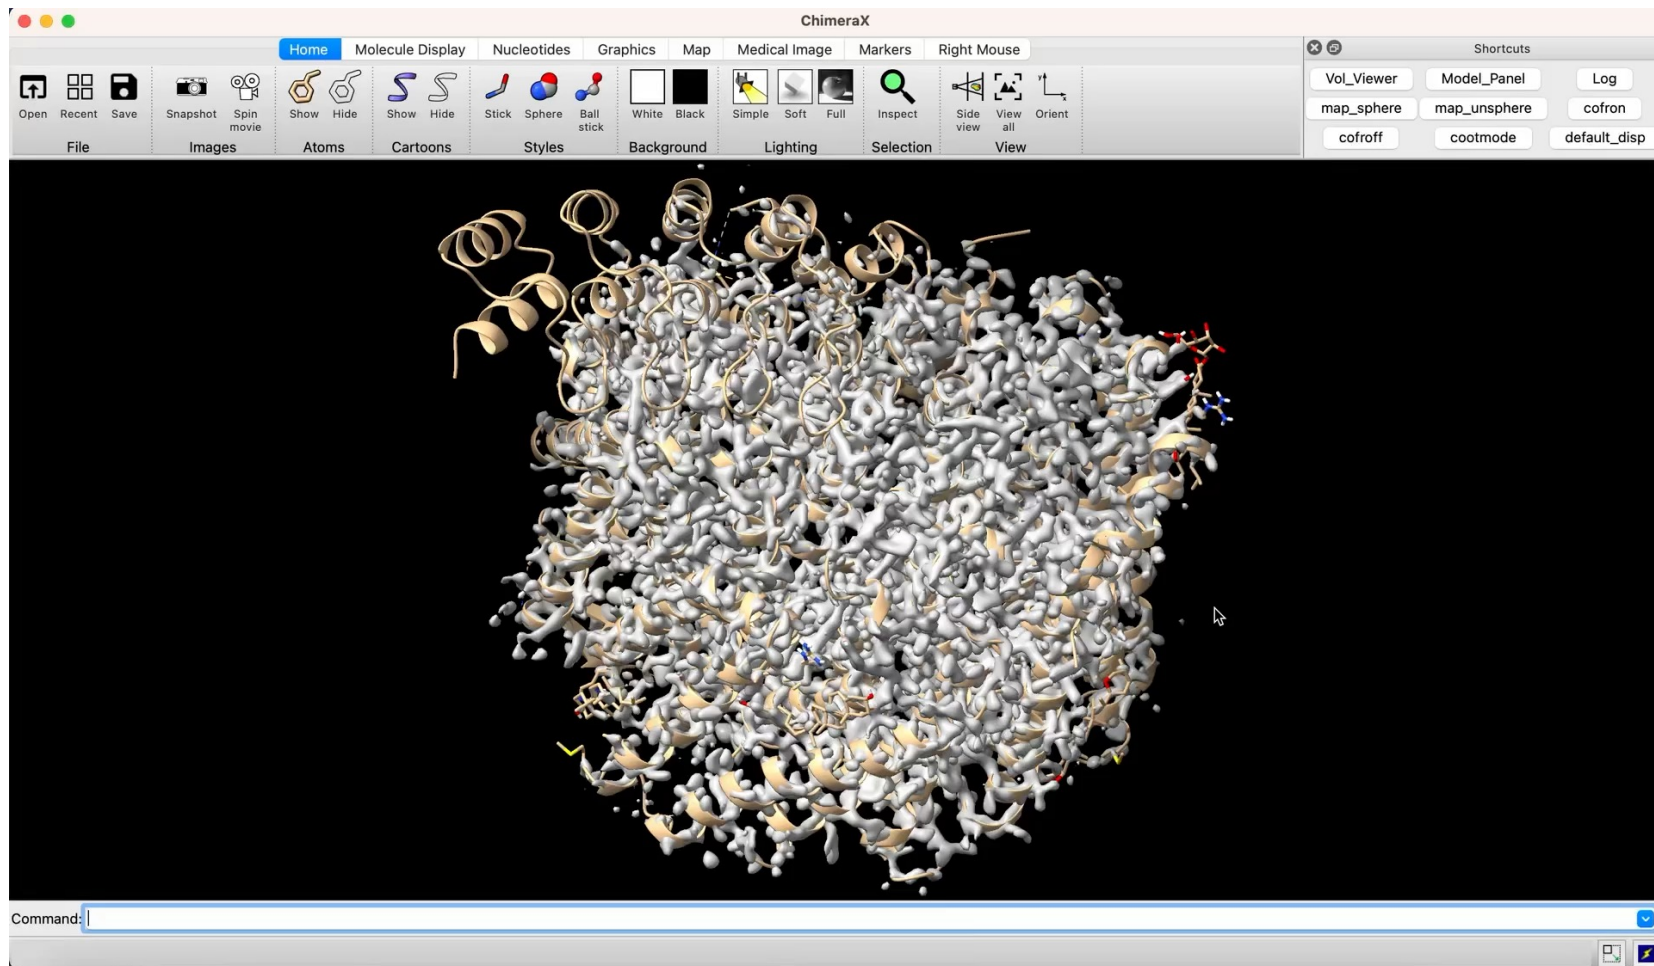 ChimeraX
Home Molecule Display Nucleotides Graphics Map Medical Image Markers Right Mouse
Open Recent Save Snapshot Spin movie Show Hide Show Hide Stick Sphere Ball stick White Black Simple Soft Full Inspect Side view View all Orient
File Images Atoms Cartoons Styles Background Lighting Selection View
Shortcuts
Vol_Viewer Model_Panel Log
map_sphere map_unsphere cofron
cofroff cootmode default_disp
Command: